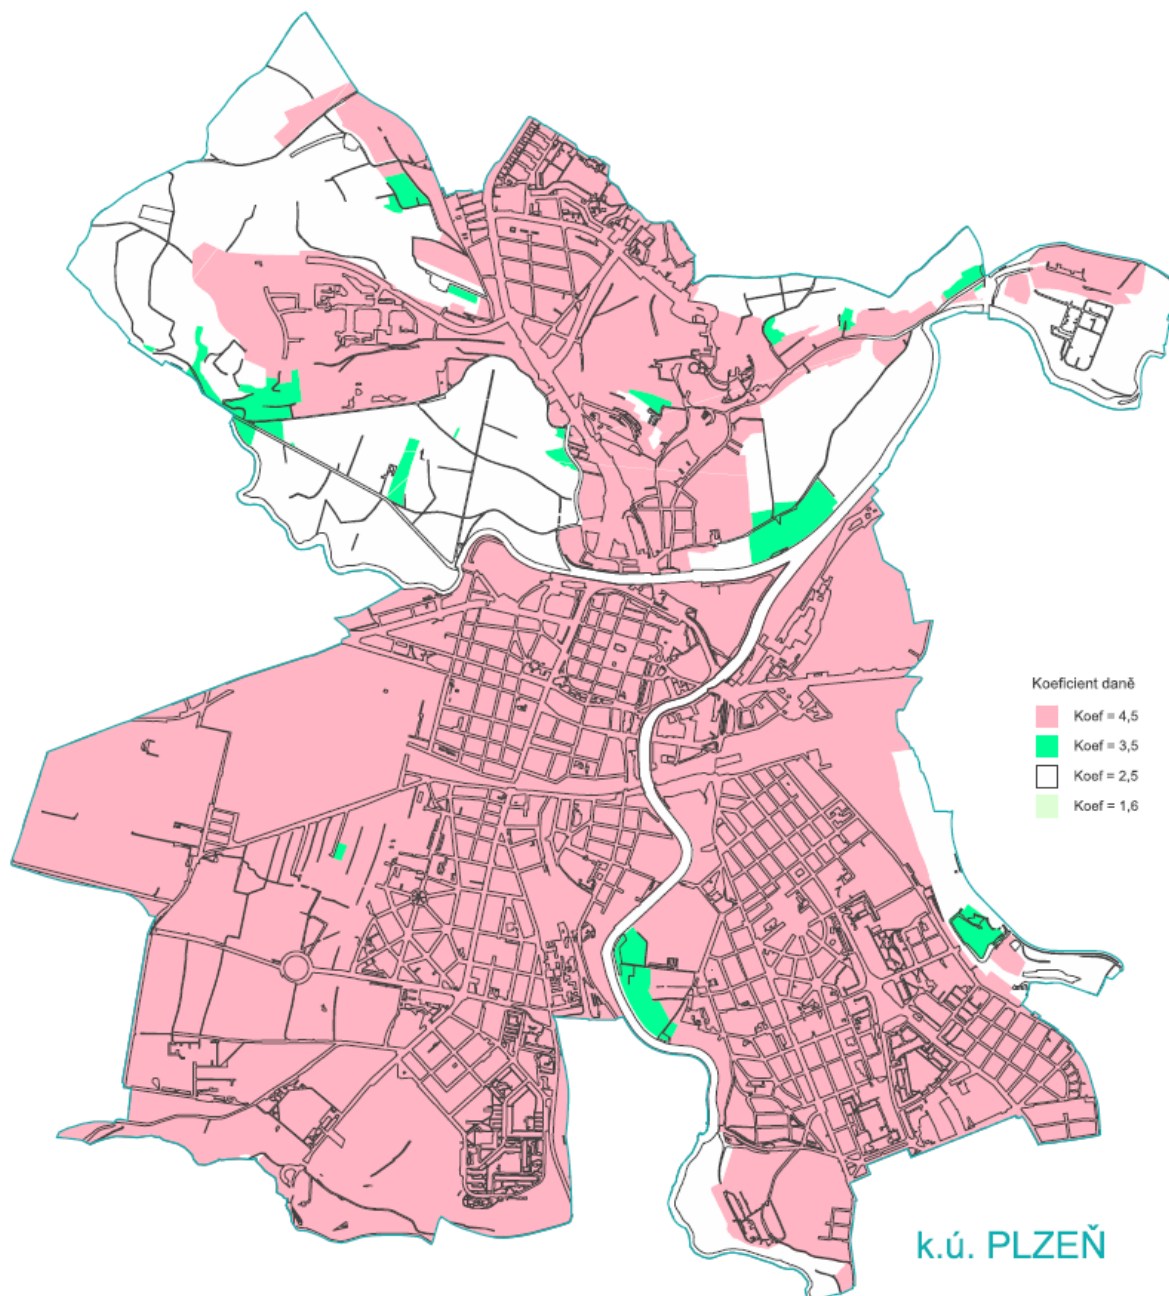 Koeficient daně
Koef = 4,5
Koef = 3,5
Koef = 2,5
Koef = 1,6
k.ú. PLZEŇ